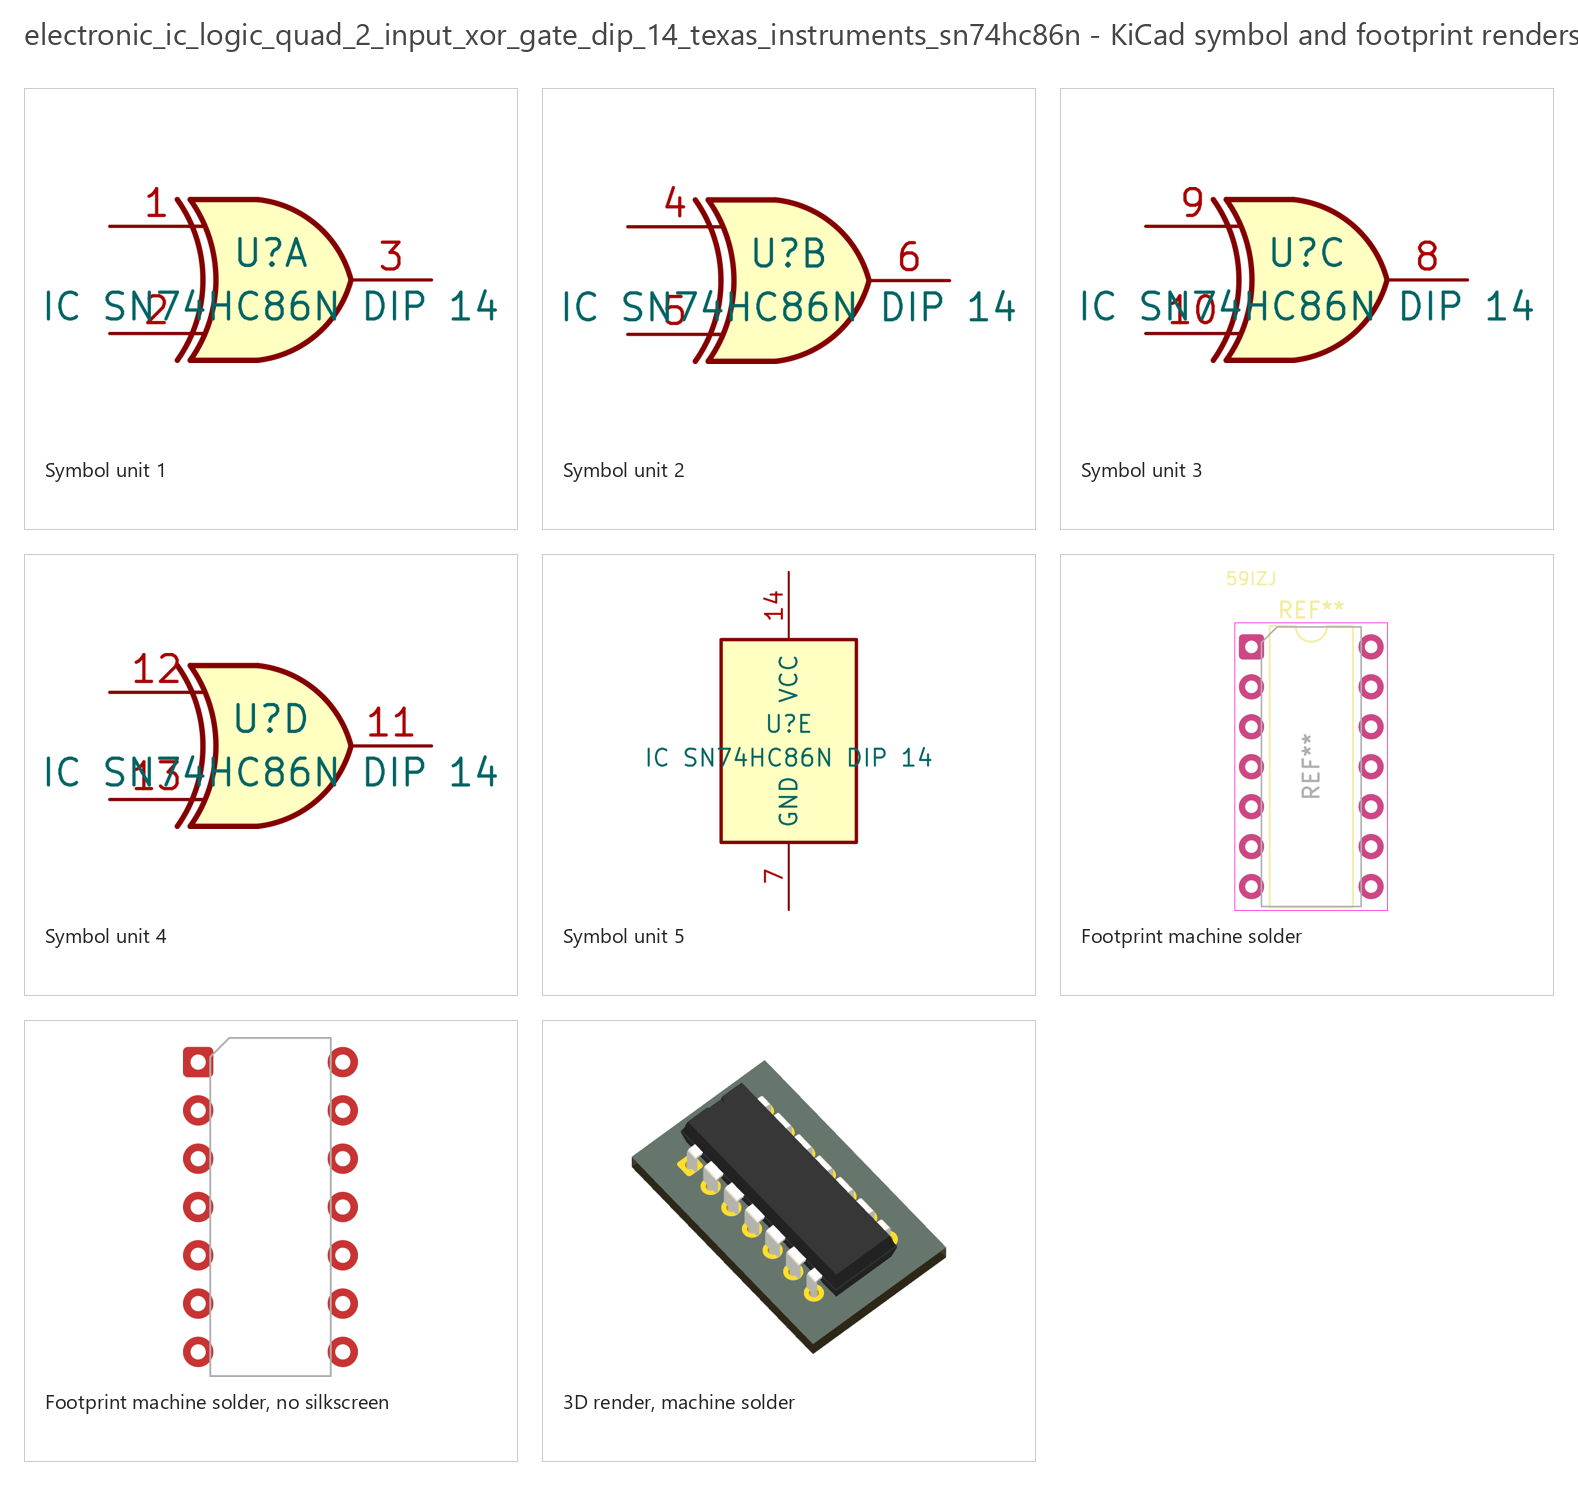 electronic_ic_logic_quad_2_input_xor_gate_dip_14_texas_instruments_sn74hc86n - KiCad symbol and footprint renders
1
U?A
3
IC SN74HC86N DIP 14
2
Symbol unit 1
4
U?B
6
IC SN74HC86N DIP 14
5
Symbol unit 2
9
U?C
8
IC SN74HC86N DIP 14
10
Symbol unit 3
12
U?D
11
IC SN74HC86N DIP 14
13
Symbol unit 4
14
VCC
U?E
IC SN74HC86N DIP 14
GND
7
Symbol unit 5
59IZJ
REF**
REF**
Footprint machine solder
Footprint machine solder, no silkscreen
3D render, machine solder